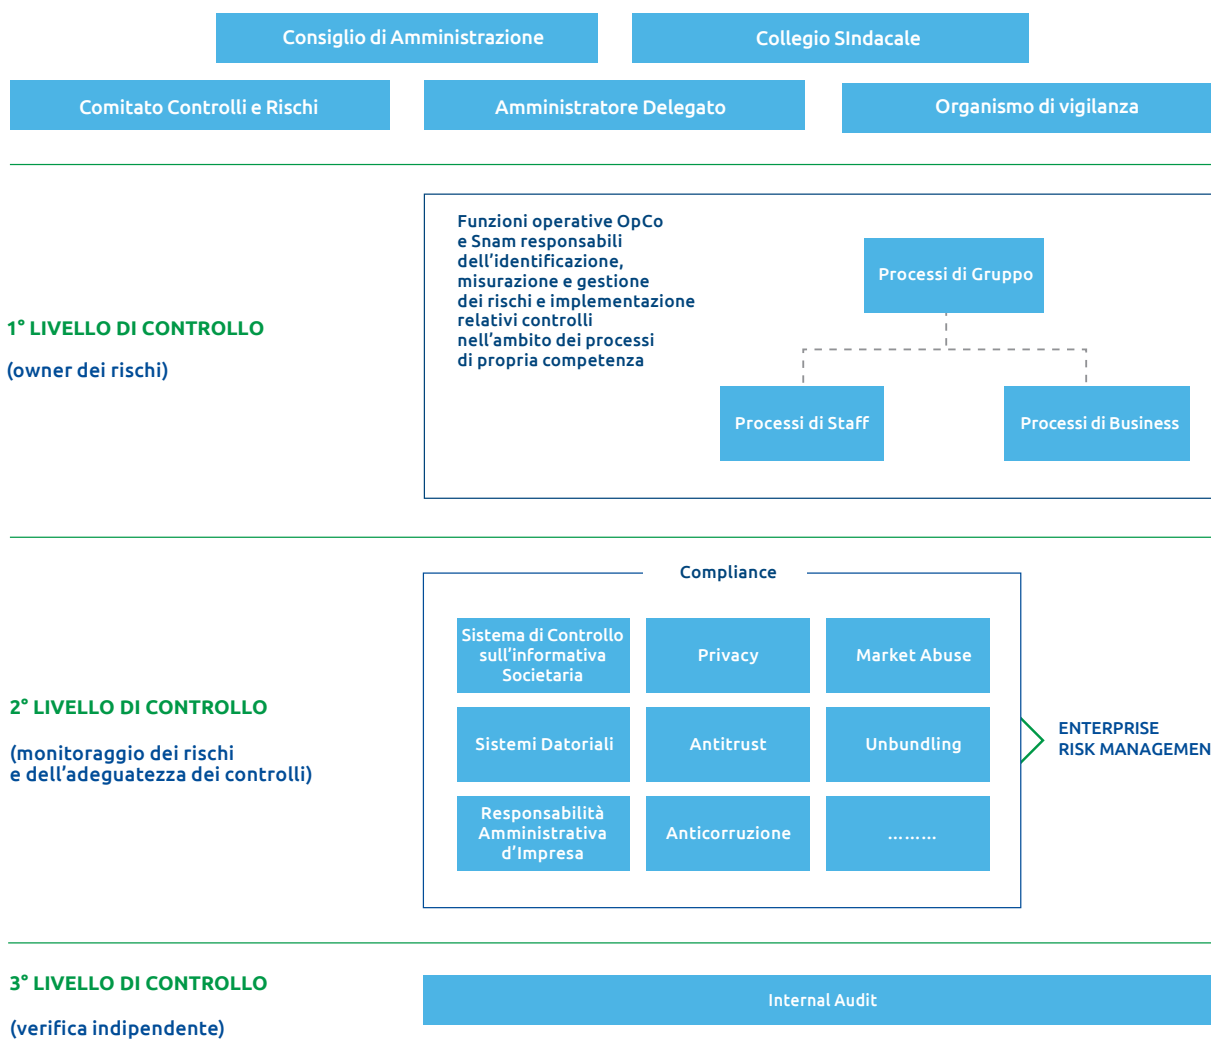 Consiglio di Amministrazione
Collegio SIndacale
Comitato Controlli e Rischi
Amministratore Delegato
Organismo di vigilanza
1° LIVELLO DI CONTROLLO
(owner dei rischi)
Funzioni operative OpCo
e Snam responsabili
dell’identificazione,
misurazione e gestione
dei rischi e implementazione
relativi controlli
nell’ambito dei processi
di propria competenza
Processi di Gruppo
Processi di Staff
Processi di Business
2° LIVELLO DI CONTROLLO
(monitoraggio dei rischi
e dell’adeguatezza dei controlli)
Compliance
Sistema di Controllo
sull’informativa
Societaria
Privacy
Market Abuse
Sistemi Datoriali
Antitrust
Unbundling
Responsabilità
Amministrativa
d’Impresa
Anticorruzione
………
ENTERPRISE
RISK MANAGEMEN
3° LIVELLO DI CONTROLLO
(verifica indipendente)
Internal Audit